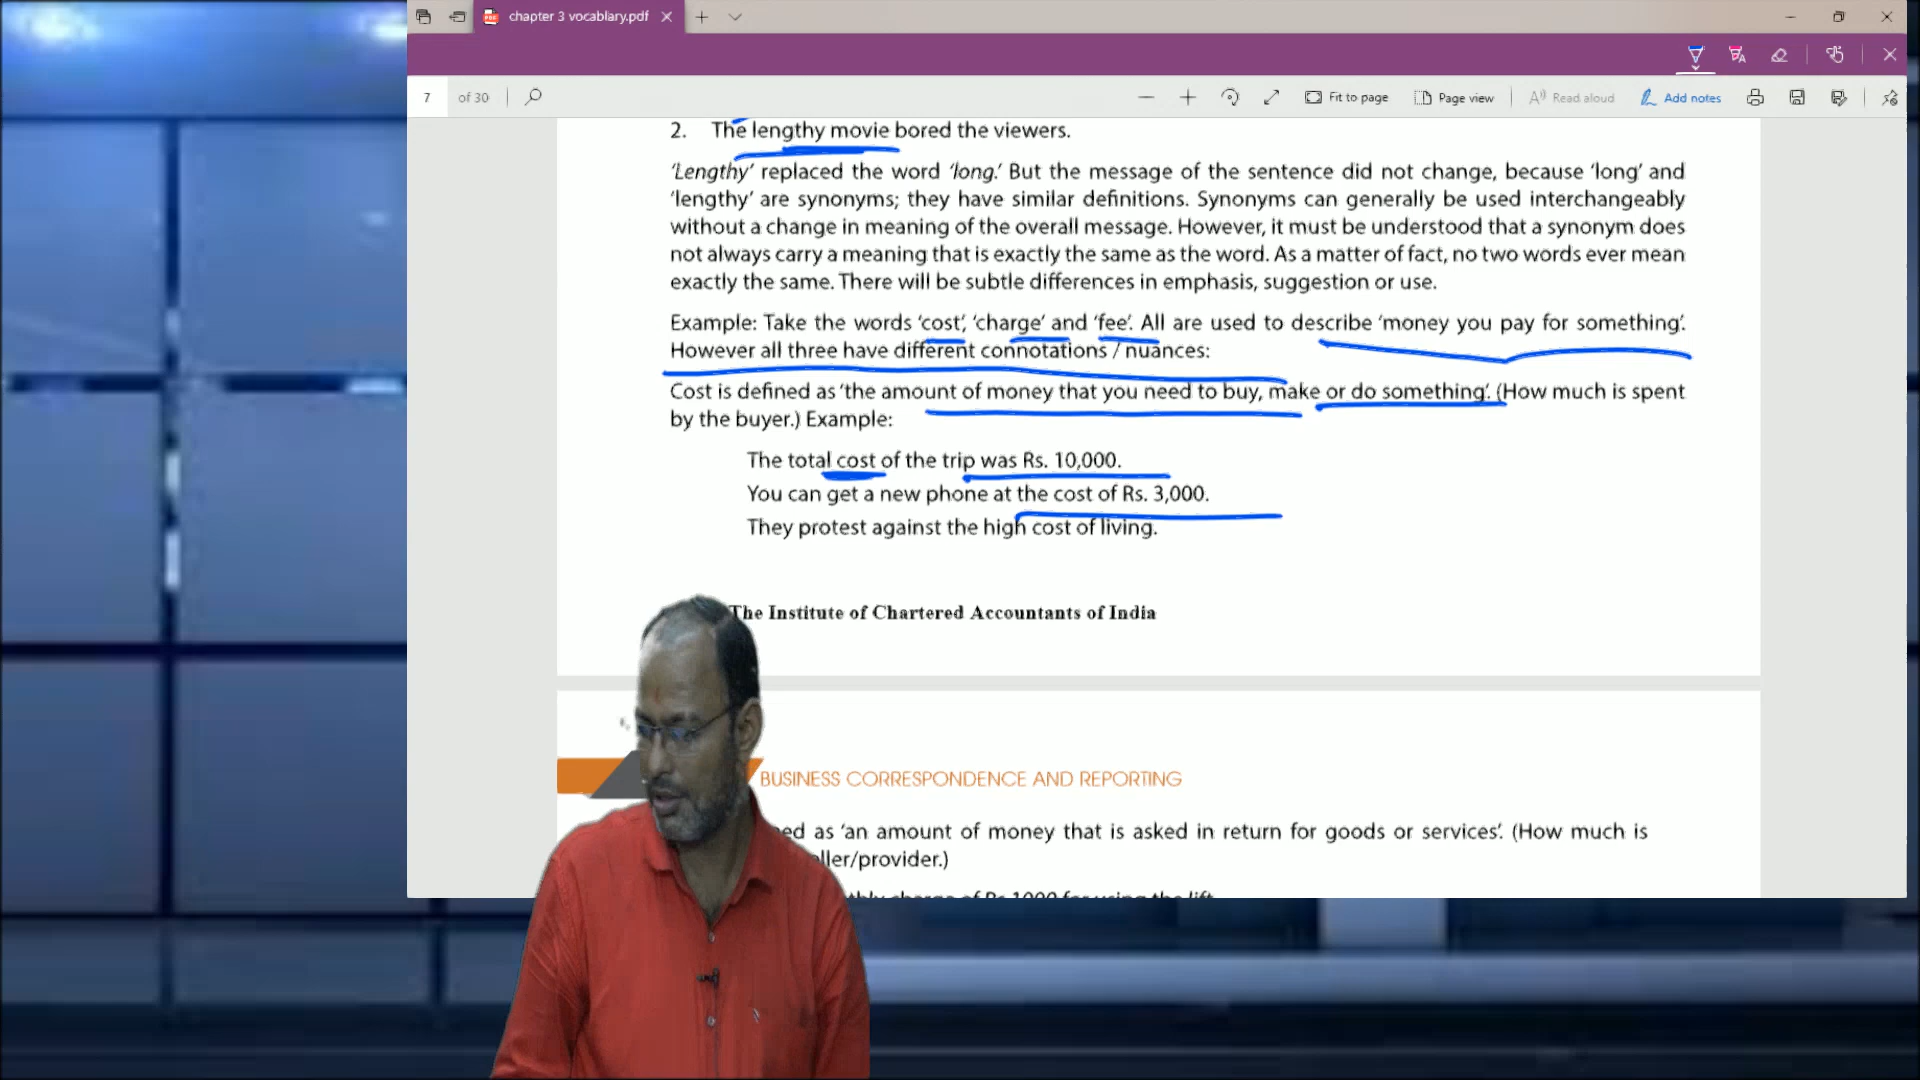 chapter 3 vocablary.pdf
7 of 30
Fit to page
Page view
Read aloud
Add notes
2. The lengthy movie bored the viewers.
'Lengthy' replaced the word 'long.' But the message of the sentence did not change, because 'long' and
'lengthy' are synonyms; they have similar definitions. Synonyms can generally be used interchangeably
without a change in meaning of the overall message. However, it must be understood that a synonym does
not always carry a meaning that is exactly the same as the word. As a matter of fact, no two words ever mean
exactly the same. There will be subtle differences in emphasis, suggestion or use.
Example: Take the words 'cost', 'charge' and 'fee'. All are used to describe 'money you pay for something'.
However all three have different connotations / nuances:
Cost is defined as 'the amount of money that you need to buy, make or do something'. (How much is spent
by the buyer.) Example:
The total cost of the trip was Rs. 10,000.
You can get a new phone at the cost of Rs. 3,000.
They protest against the high cost of living.
The Institute of Chartered Accountants of India
BUSINESS CORRESPONDENCE AND REPORTING
as 'an amount of money that is asked in return for goods or services'. (How much is
/provider.)
charge of Rs 1000 for using the lift